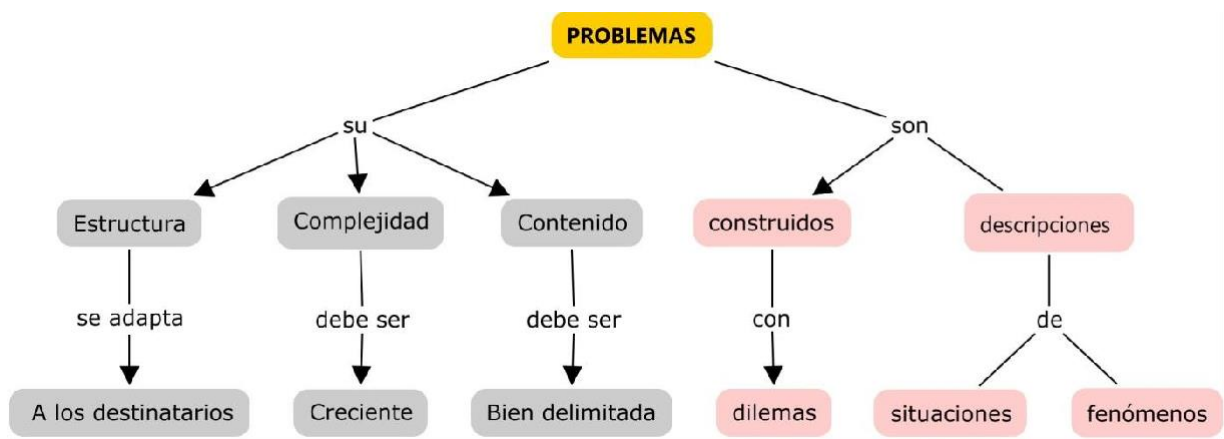 PROBLEMAS
su
son
Estructura
Complejidad
Contenido
construidos
descripciones
se adapta
debe ser
debe ser
con
de
A los destinatarios
Creciente
Bien delimitada
dilemas
situaciones
fenómenos